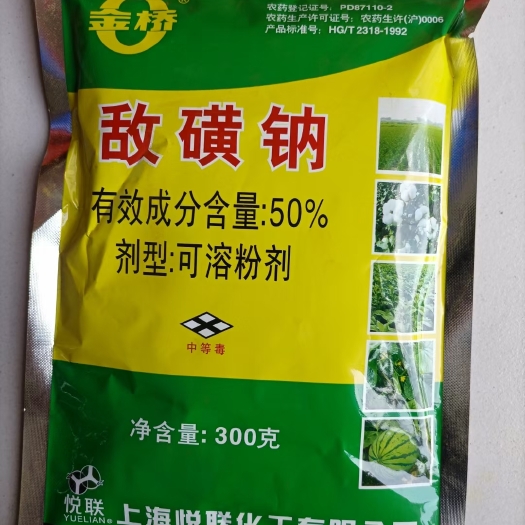 金桥
农药登记证号: PD87110-2
农药生产许可证号: 农药生许(沪)0006
产品标准号: HG/T 2318-1992
敌磺钠
有效成分含量:50%
剂型:可溶粉剂
中等毒
净含量: 300克
悦联
YUELIAN®
上海悦联化工有限公司